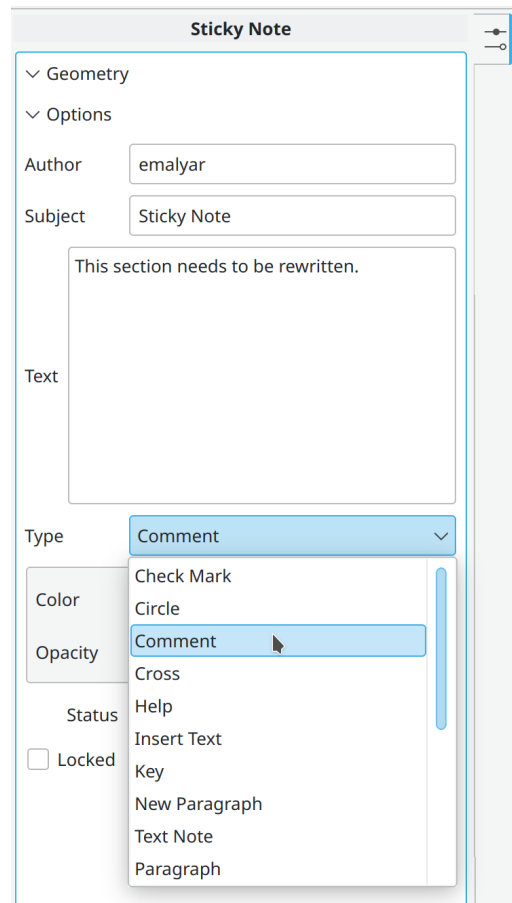 Sticky Note
Geometry
Options
Author emalyar
Subject Sticky Note
Text This section needs to be rewritten.
Type Comment
Color
Opacity
Status
Locked
Check Mark
Circle
Comment
Cross
Help
Insert Text
Key
New Paragraph
Text Note
Paragraph